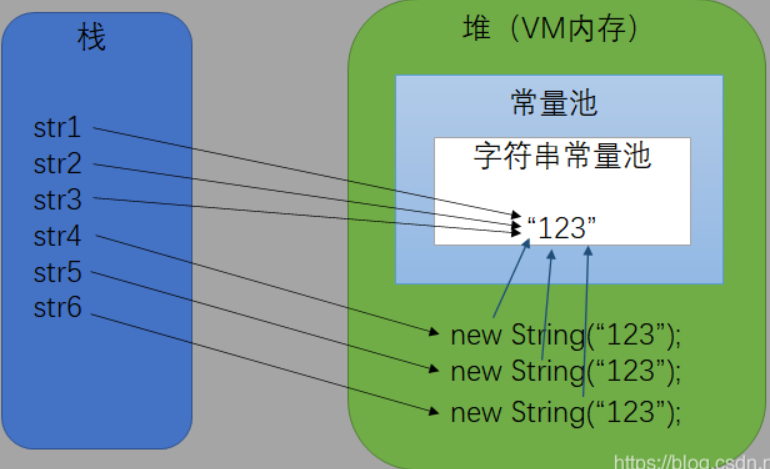 栈
str1
str2
str3
str4
str5
str6
堆（VM内存）
常量池
字符串常量池
“123”
new String(“123”);
new String(“123”);
new String(“123”);
https://blog.csdn.n